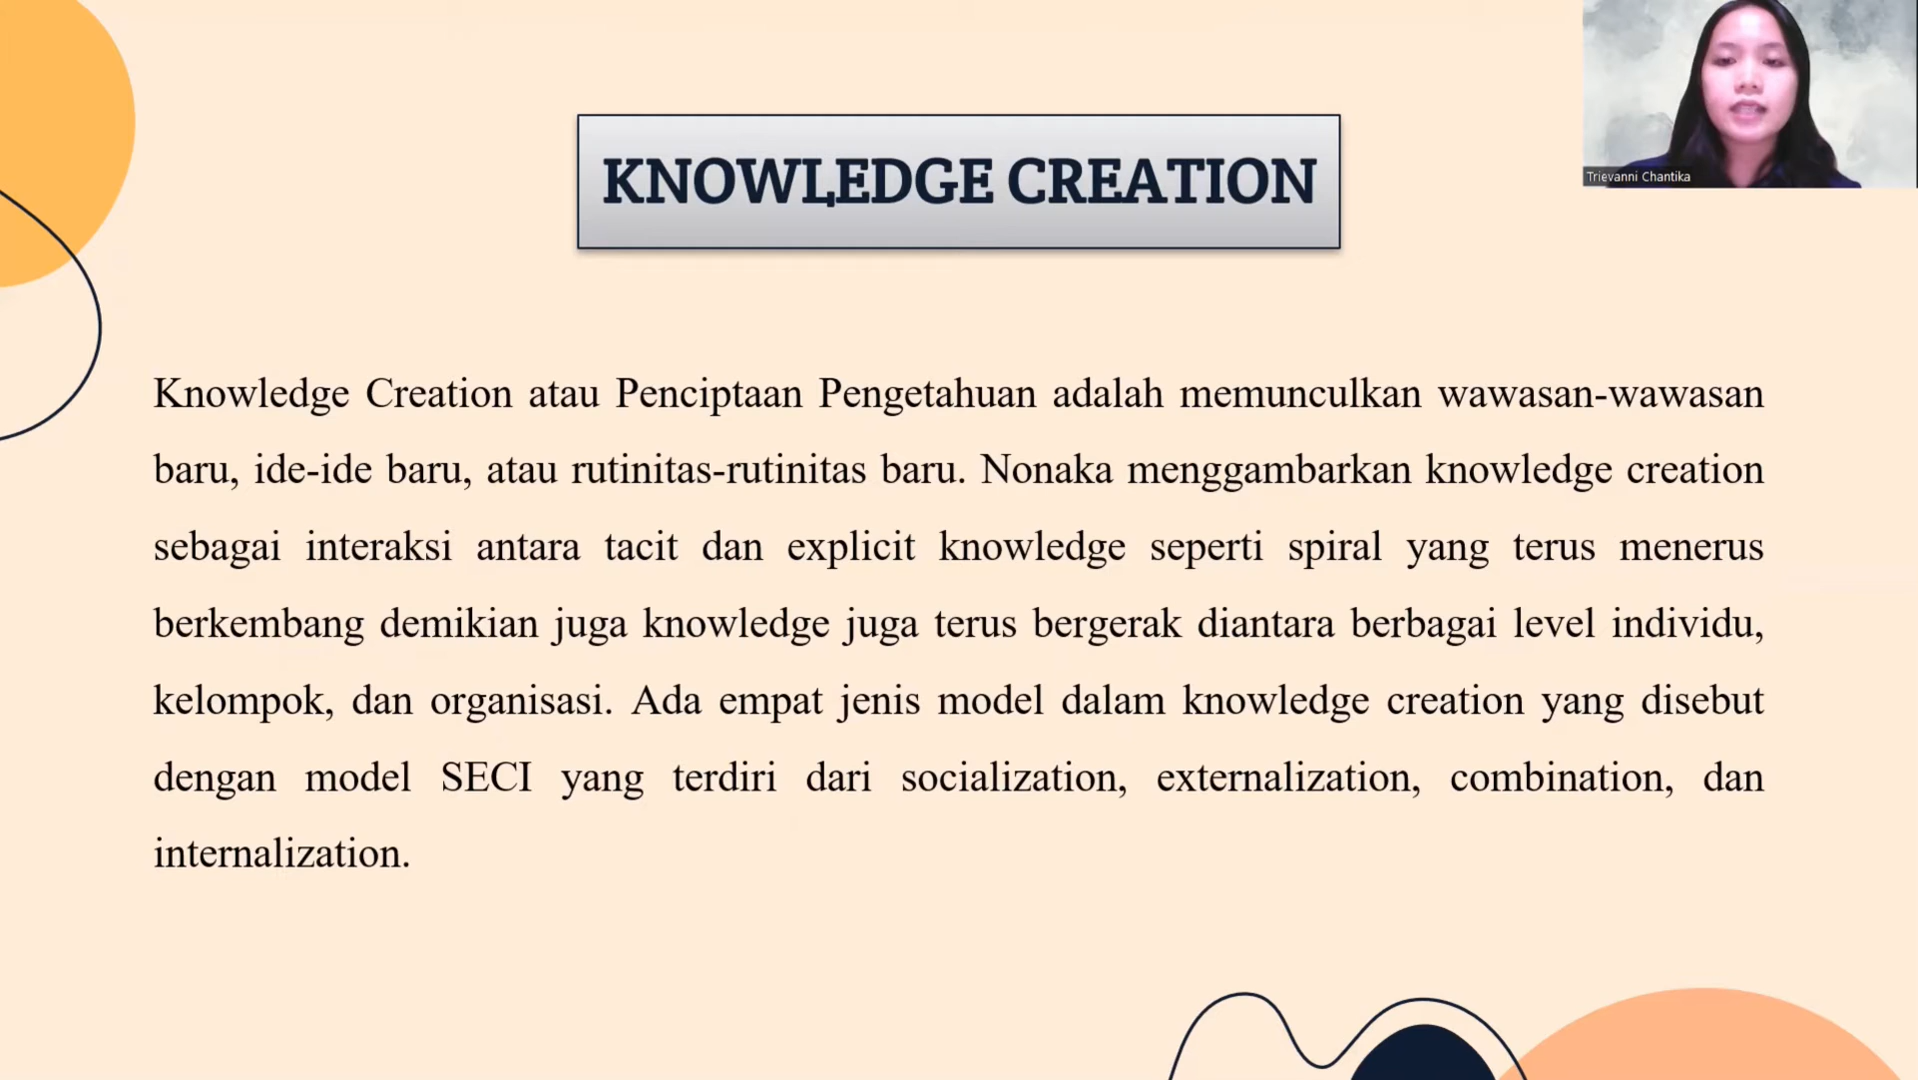 KNOWLEDGE CREATION
Trievanni Chantika
Knowledge Creation atau Penciptaan Pengetahuan adalah memunculkan wawasan-wawasan
baru, ide-ide baru, atau rutinitas-rutinitas baru. Nonaka menggambarkan knowledge creation
sebagai interaksi antara tacit dan explicit knowledge seperti spiral yang terus menerus
berkembang demikian juga knowledge juga terus bergerak diantara berbagai level individu,
kelompok, dan organisasi. Ada empat jenis model dalam knowledge creation yang disebut
dengan model SECI yang terdiri dari socialization, externalization, combination, dan
internalization.